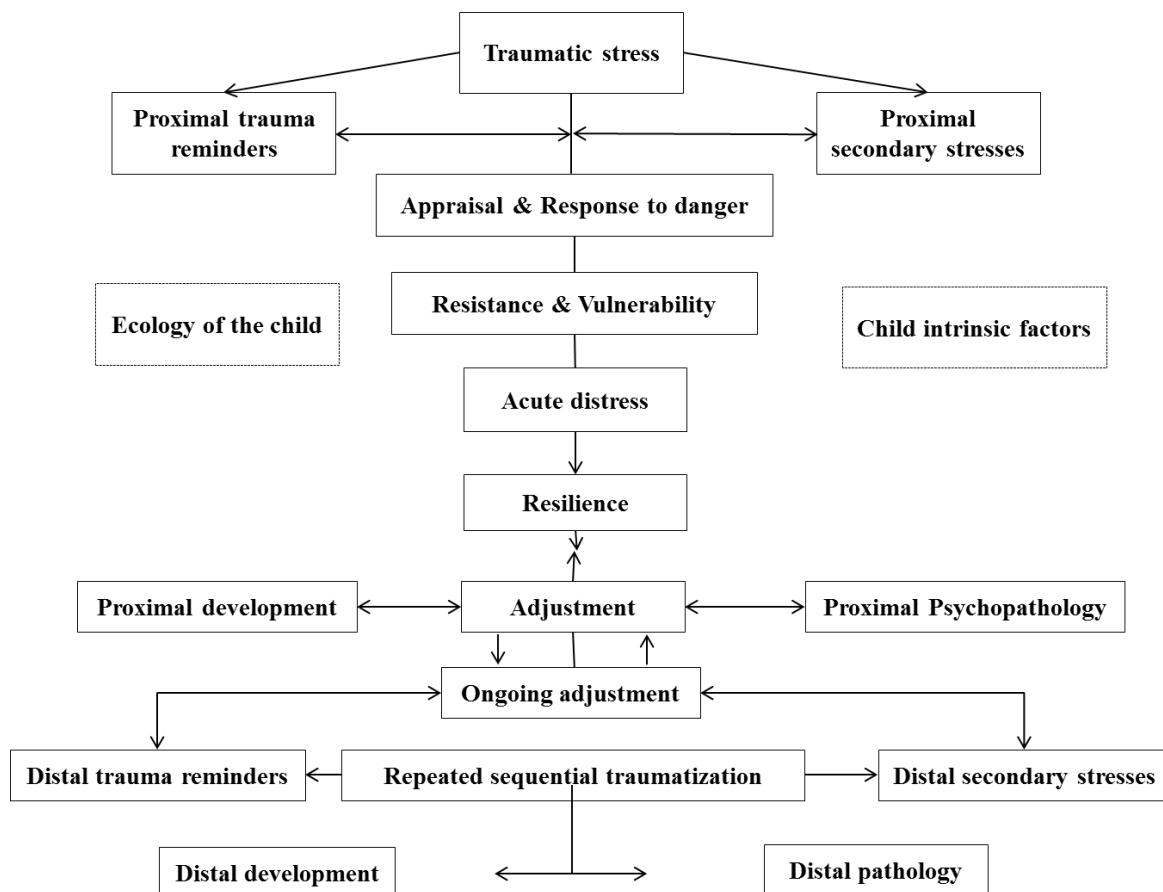 Traumatic stress
Proximal trauma
reminders
Proximal
secondary stresses
Appraisal & Response to danger
Resistance & Vulnerability
Ecology of the child
Child intrinsic factors
Acute distress
Resilience
Proximal development
Adjustment
Proximal Psychopathology
Ongoing adjustment
Distal trauma reminders
Repeated sequential traumatization
Distal secondary stresses
Distal development
Distal pathology